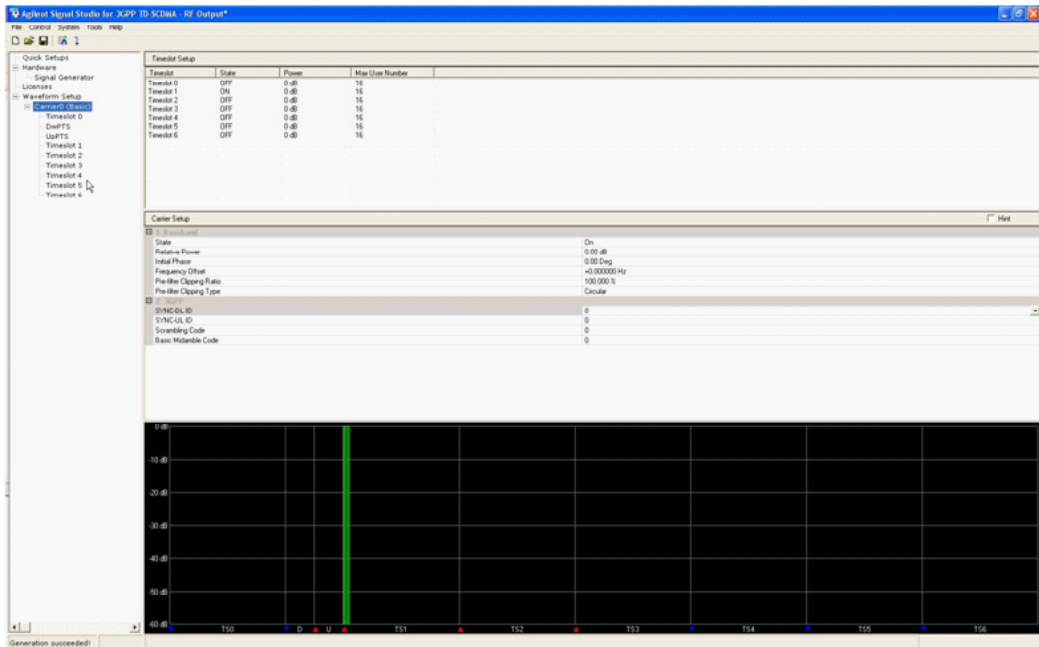 Agilent Signal Studio for 3GPP TD-SCDMA - RF Output*
File Control System Tools Help
Quick Setups
Hardware
Signal Generator
Licenses
Waveform Setup
Carrier0 (Basic)
Timeslot 0
DwPTS
UpPTS
Timeslot 1
Timeslot 2
Timeslot 3
Timeslot 4
Timeslot 5
Timeslot 6
Timeslot Setup
Timeslot State Power Max User Number
Timeslot 0 OFF 0 dB 16
Timeslot 1 ON 0 dB 16
Timeslot 2 OFF 0 dB 16
Timeslot 3 OFF 0 dB 16
Timeslot 4 OFF 0 dB 16
Timeslot 5 OFF 0 dB 16
Timeslot 6 OFF 0 dB 16
Carrier Setup Hint
1. Baseband
State On
Relative Power 0.00 dB
Initial Phase 0.00 Deg
Frequency Offset +0.000000 Hz
Pre-filter Clipping Ratio 100.000 %
Pre-filter Clipping Type Circular
2. 3GPP
SYNC-DL ID 0
SYNC-UL ID 0
Scrambling Code 0
Basic Midamble Code 0
0 dB
-10 dB
-20 dB
-30 dB
-40 dB
-50 dB
-60 dB
TS0 D U TS1 TS2 TS3 TS4 TS5 TS6
Generation succeeded!